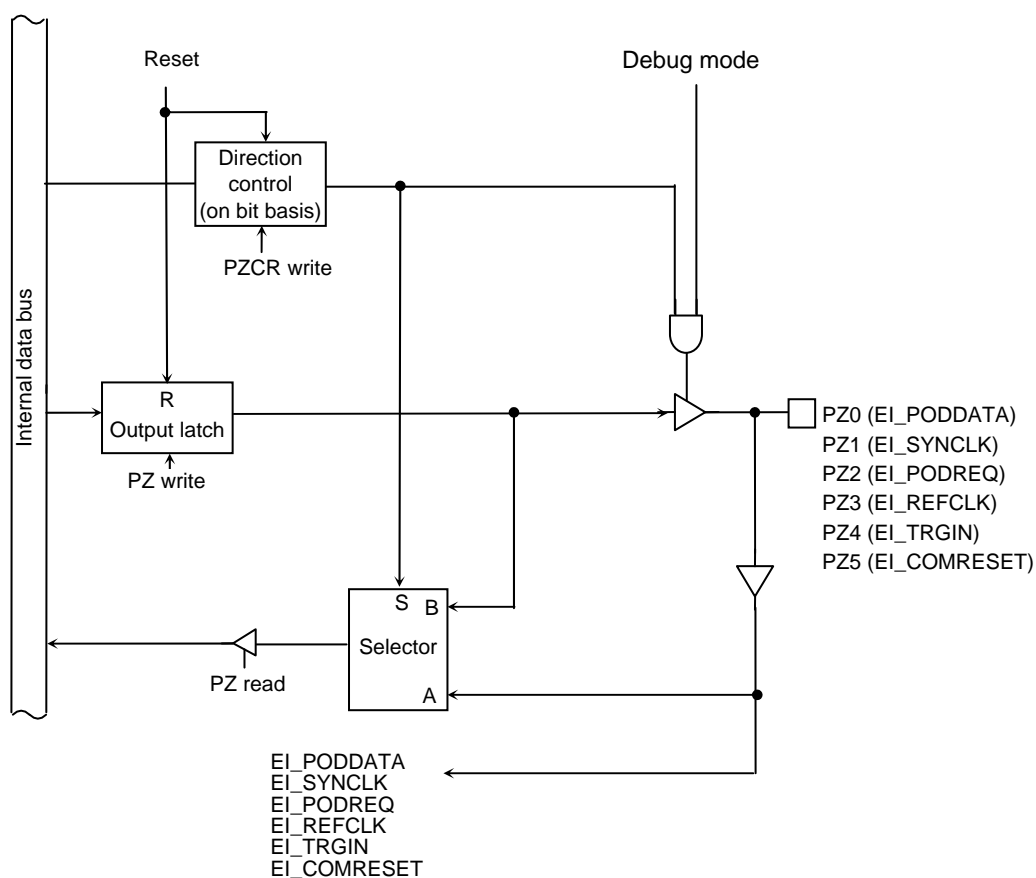 Reset
Debug mode
Direction
control
(on bit basis)
PZCR write
Internal data bus
R
Output latch
PZ write
PZ0 (EI_PODDATA)
PZ1 (EI_SYNCLK)
PZ2 (EI_PODREQ)
PZ3 (EI_REFCLK)
PZ4 (EI_TRGIN)
PZ5 (EI_COMRESET)
S B
Selector
A
PZ read
EI_PODDATA
EI_SYNCLK
EI_PODREQ
EI_REFCLK
EI_TRGIN
EI_COMRESET